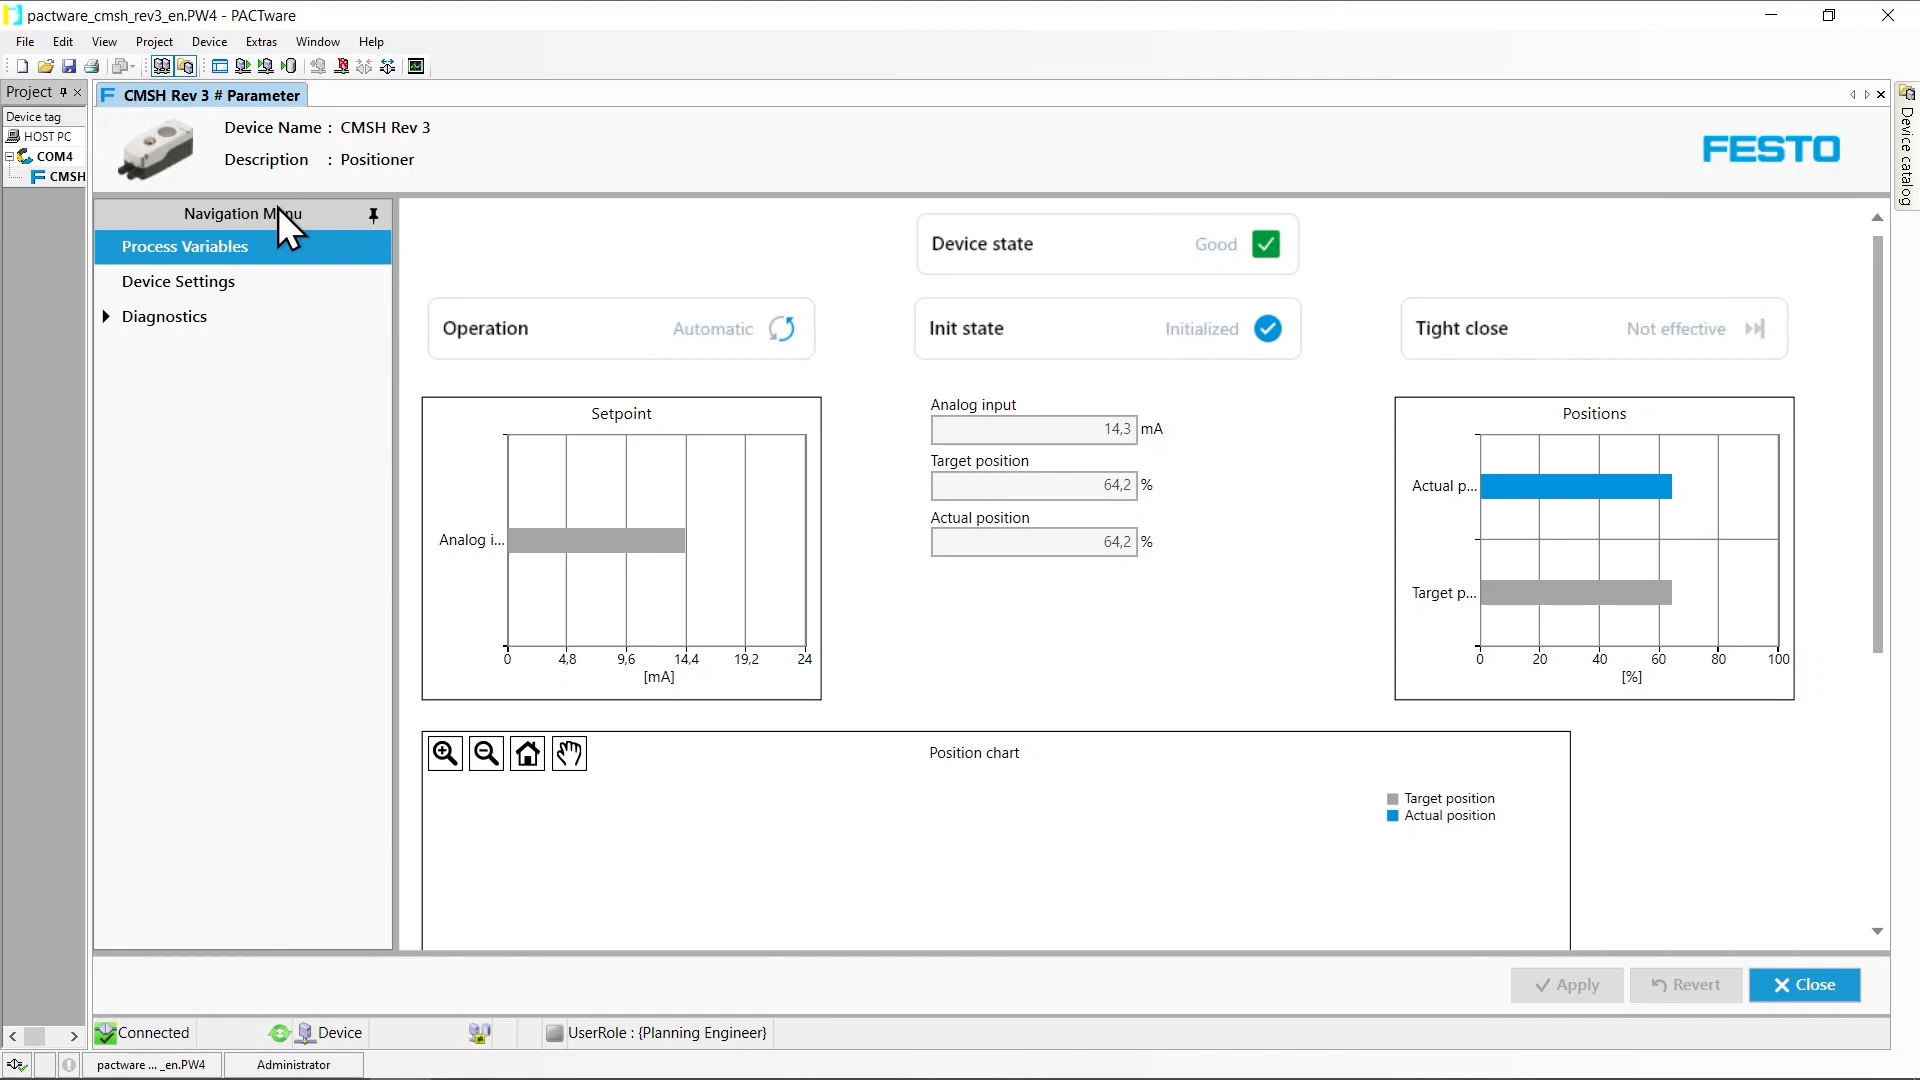 pactware_cmsh_rev3_en.PW4 - PACTware
File Edit View Project Device Extras Window Help
Project
CMSH Rev 3 # Parameter
Device tag
HOST PC
COM4
CMSH
Device Name : CMSH Rev 3
Description : Positioner
FESTO
Device catalog
Navigation Menu
Process Variables
Device Settings
Diagnostics
Device state Good
Operation Automatic
Init state Initialized
Tight close Not effective
Setpoint
Analog i...
0 4,8 9,6 14,4 19,2 24
[mA]
Analog input
14,3 mA
Target position
64,2 %
Actual position
64,2 %
Positions
Actual p...
Target p...
0 20 40 60 80 100
[%]
Position chart
Target position
Actual position
Apply Revert Close
Connected Device UserRole : {Planning Engineer}
pactware ... _en.PW4 Administrator